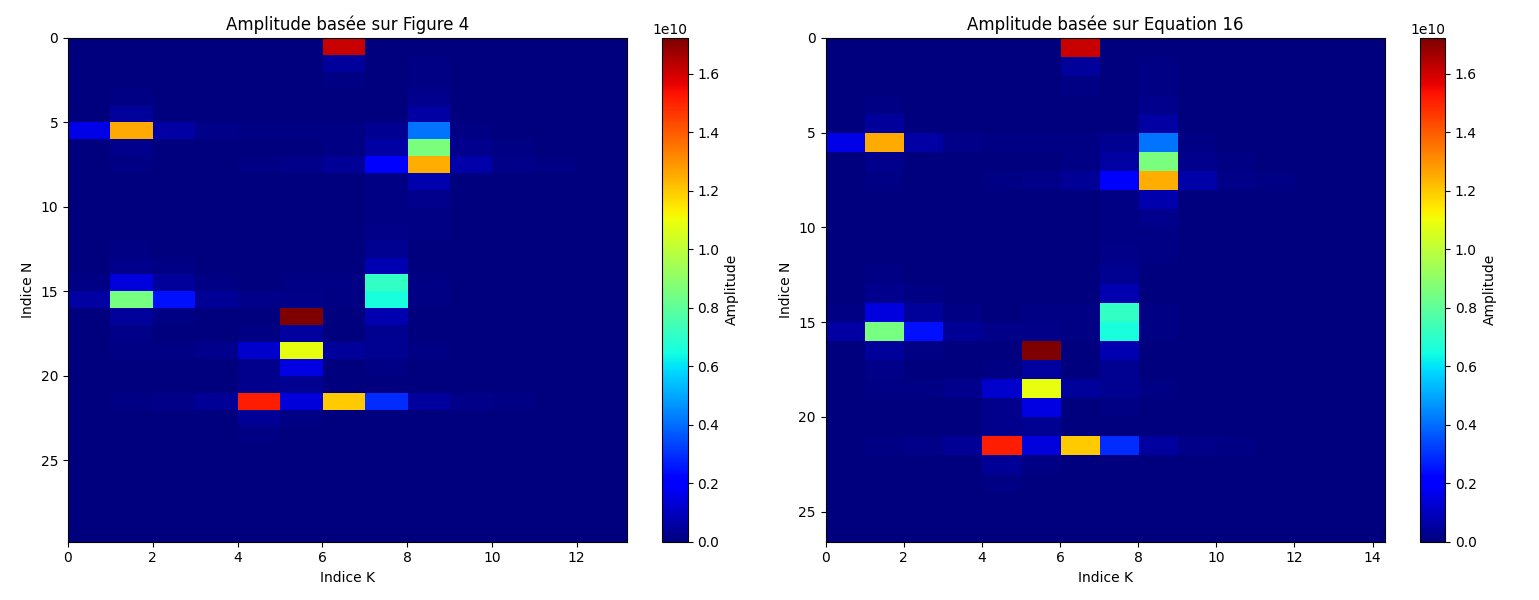 Amplitude basée sur Figure 4
1e10
0
5
10
15
20
25
Indice N
0 2 4 6 8 10 12
Indice K
1.6
1.4
1.2
1.0
0.8
0.6
0.4
0.2
0.0
Amplitude
Amplitude basée sur Equation 16
1e10
0
5
10
15
20
25
Indice N
0 2 4 6 8 10 12 14
Indice K
1.6
1.4
1.2
1.0
0.8
0.6
0.4
0.2
0.0
Amplitude